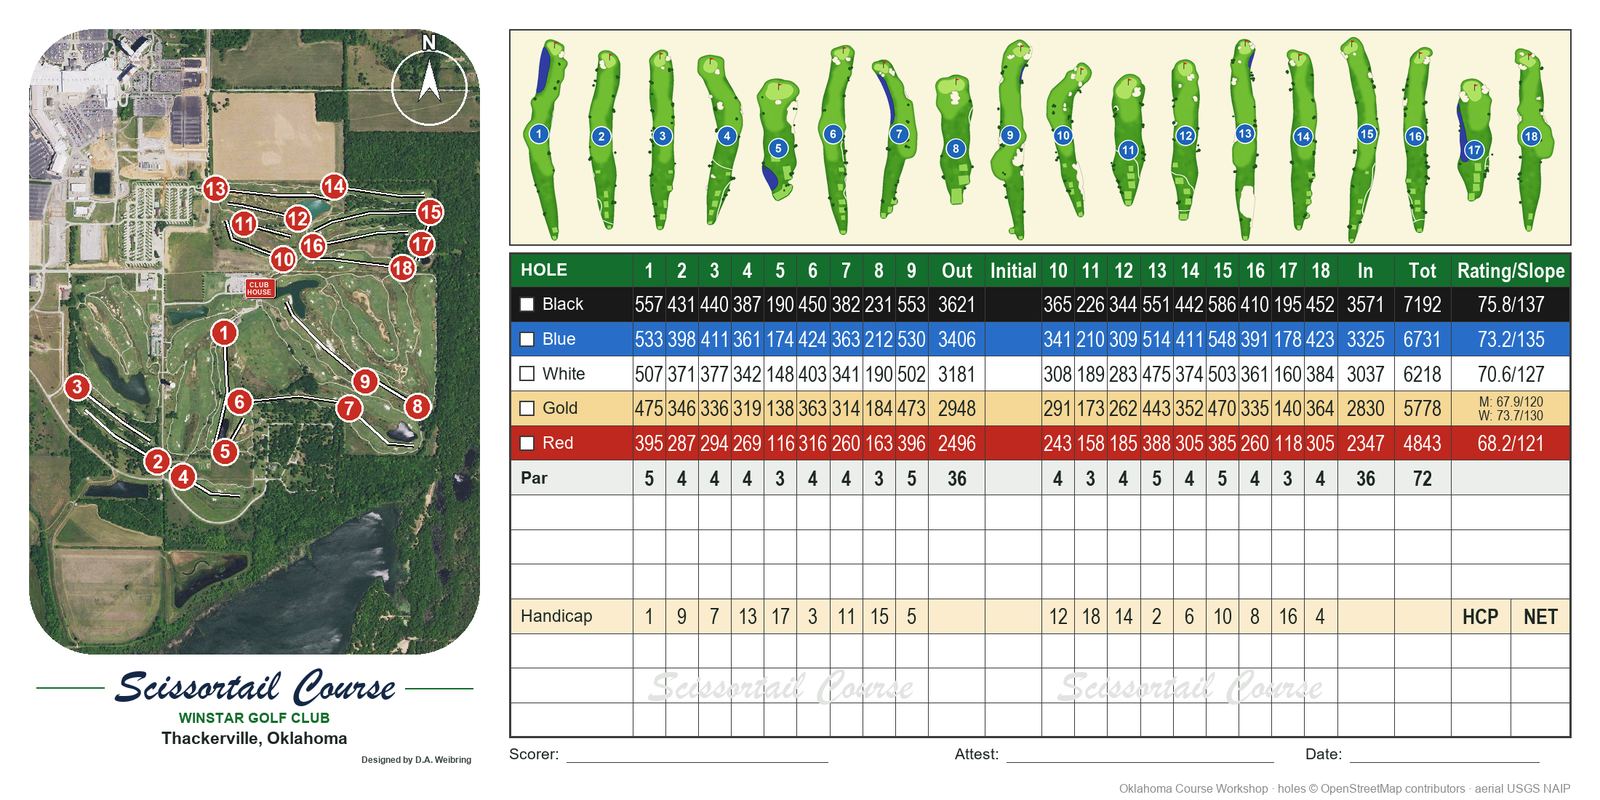 N
13
14
15
12
11
16
17
10
18
CLUB
HOUSE
1
3
9
6
7
8
5
2
4
Scissortail Course
WINSTAR GOLF CLUB
Thackerville, Oklahoma
Designed by D.A. Weibring
1 2 3 4 5 6 7 8 9 10 11 12 13 14 15 16 17 18
HOLE 1 2 3 4 5 6 7 8 9 Out Initial 10 11 12 13 14 15 16 17 18 In Tot Rating/Slope
Black 557 431 440 387 190 450 382 231 553 3621 365 226 344 551 442 586 410 195 452 3571 7192 75.8/137
Blue 533 398 411 361 174 424 363 212 530 3406 341 210 309 514 411 548 391 178 423 3325 6731 73.2/135
White 507 371 377 342 148 403 341 190 502 3181 308 189 283 475 374 503 361 160 384 3037 6218 70.6/127
Gold 475 346 336 319 138 363 314 184 473 2948 291 173 262 443 352 470 335 140 364 2830 5778 M: 67.9/120
W: 73.7/130
Red 395 287 294 269 116 316 260 163 396 2496 243 158 185 388 305 385 260 118 305 2347 4843 68.2/121
Par 5 4 4 4 3 4 4 3 5 36 4 3 4 5 4 5 4 3 4 36 72
Handicap 1 9 7 13 17 3 11 15 5 12 18 14 2 6 10 8 16 4 HCP NET
Scissortail Course Scissortail Course
Scorer: Attest: Date:
Oklahoma Course Workshop · holes © OpenStreetMap contributors · aerial USGS NAIP